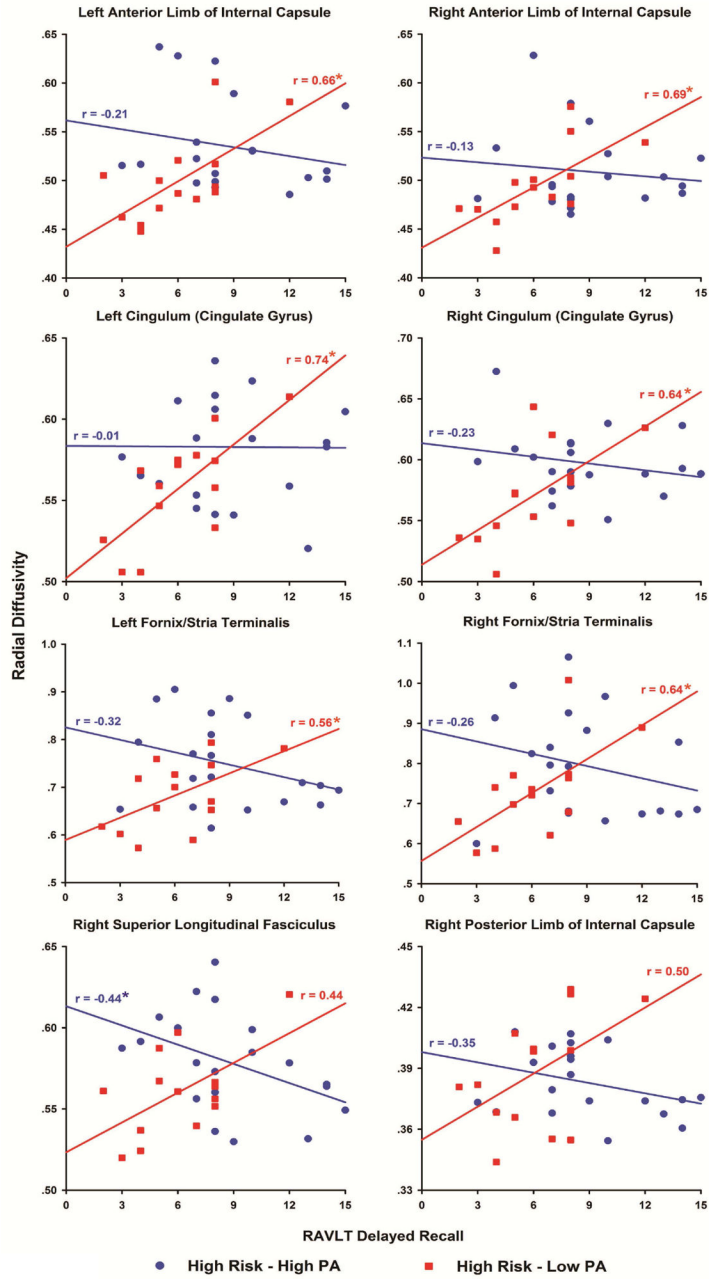 Left Anterior Limb of Internal Capsule
.65
.60
.55
.50
.45
.40
r = -0.21
r = 0.66*
0 3 6 9 12 15
Right Anterior Limb of Internal Capsule
.65
.60
.55
.50
.45
.40
r = -0.13
r = 0.69*
0 3 6 9 12 15
Left Cingulum (Cingulate Gyrus)
.65
.60
.55
.50
r = -0.01
r = 0.74*
0 3 6 9 12 15
Right Cingulum (Cingulate Gyrus)
.70
.65
.60
.55
.50
r = -0.23
r = 0.64*
0 3 6 9 12 15
Radial Diffusivity
Left Fornix/Stria Terminalis
1.0
.9
.8
.7
.6
.5
r = -0.32
r = 0.56*
0 3 6 9 12 15
Right Fornix/Stria Terminalis
1.1
1.0
.9
.8
.7
.6
.5
r = -0.26
r = 0.64*
0 3 6 9 12 15
Right Superior Longitudinal Fasciculus
.65
.60
.55
.50
r = -0.44*
r = 0.44
0 3 6 9 12 15
Right Posterior Limb of Internal Capsule
.45
.42
.39
.36
.33
r = -0.35
r = 0.50
0 3 6 9 12 15
RAVLT Delayed Recall
High Risk - High PA
High Risk - Low PA